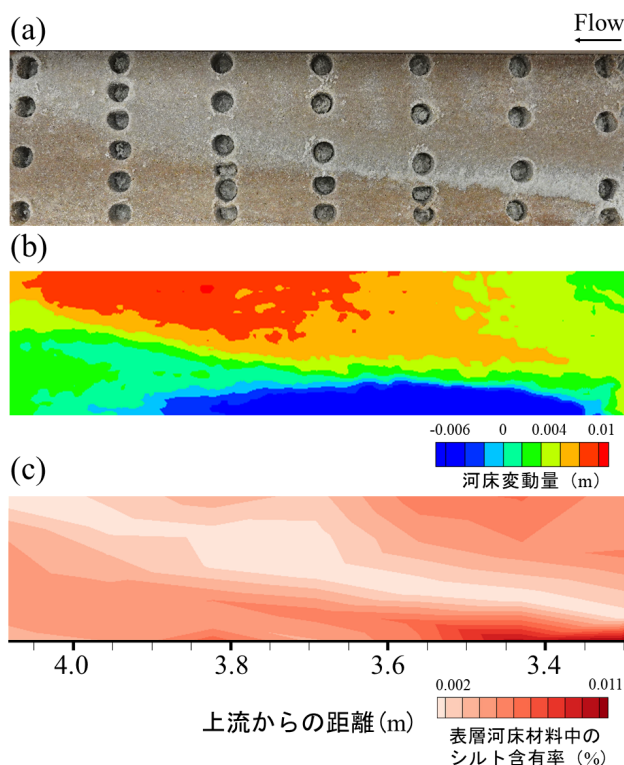 (a)
Flow
(b)
-0.006 0 0.004 0.01
河床変動量 (m)
(c)
4.0 3.8 3.6 3.4
上流からの距離(m)
0.002 0.011
表層河床材料中の
シルト含有率 (%)